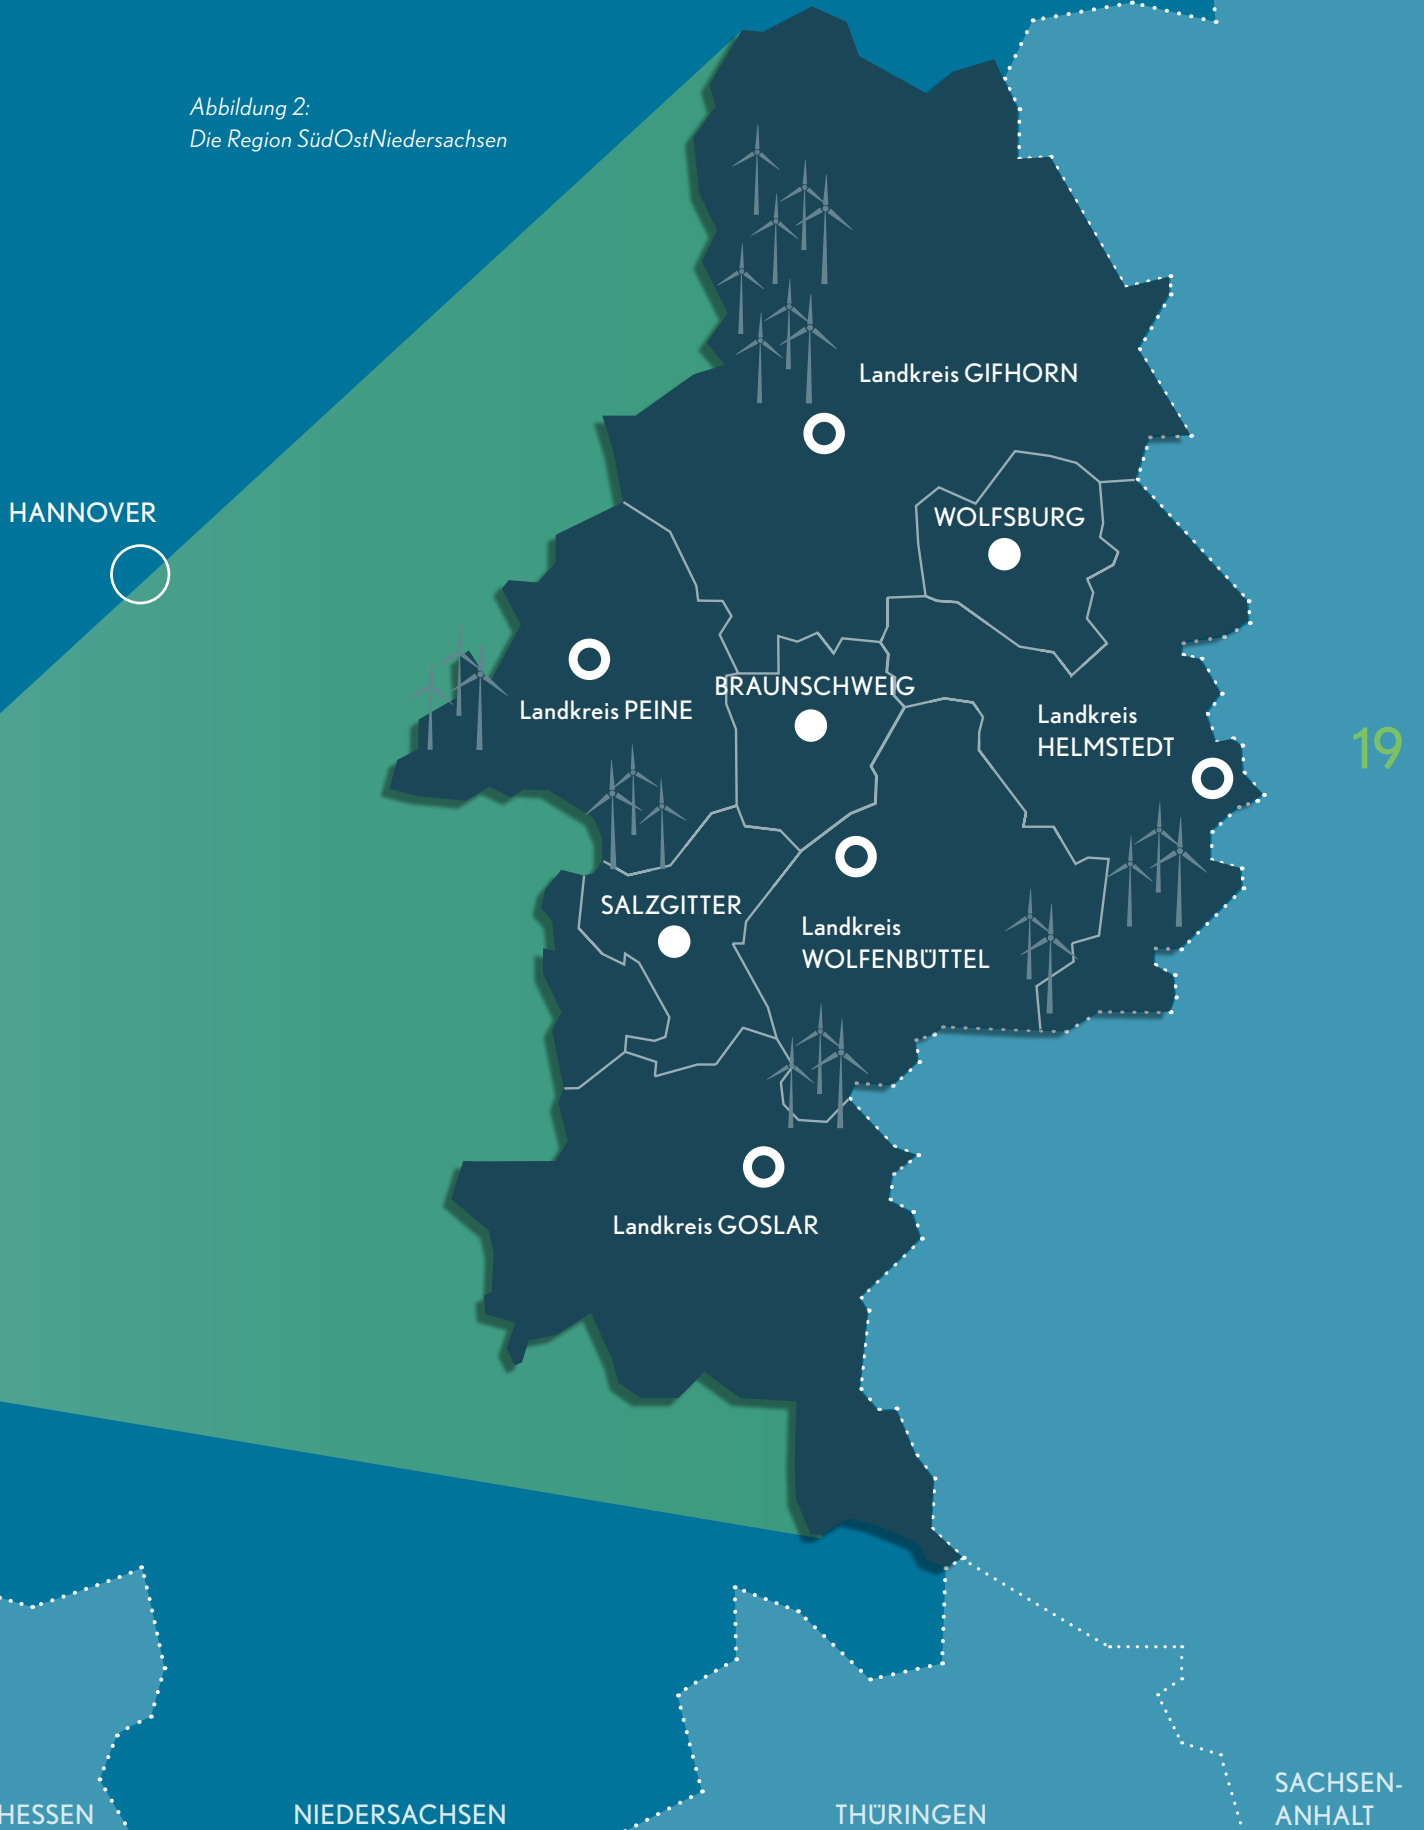 Abbildung 2:
Die Region SüdOstNiedersachsen
Landkreis GIFHORN
HANNOVER
WOLFSBURG
BRAUNSCHWEIG
Landkreis PEINE
Landkreis
HELMSTEDT
19
SALZGITTER
Landkreis
WOLFENBÜTTEL
Landkreis GOSLAR
HESSEN
NIEDERSACHSEN
THÜRINGEN
SACHSEN-
ANHALT